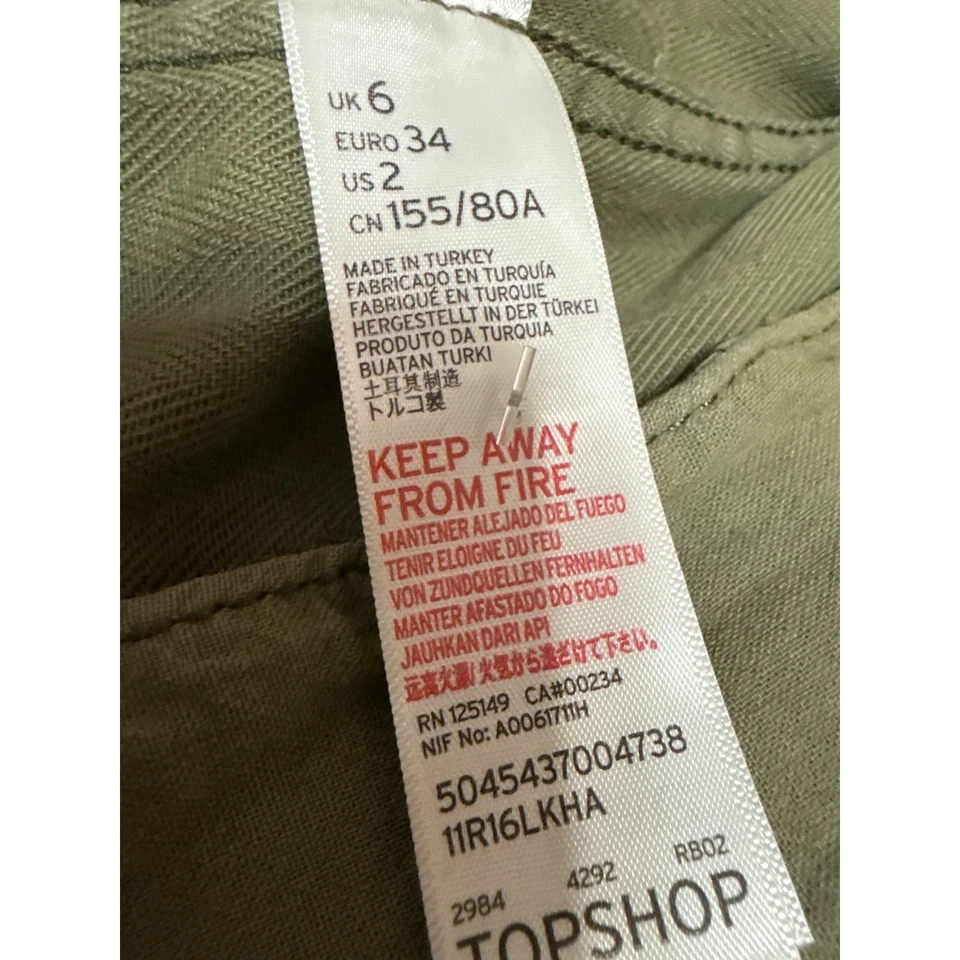 UK 6
EURO 34
US 2
CN 155/80A
MADE IN TURKEY
FABRICADO EN TURQUÍA
FABRIQUÉ EN TURQUIE
HERGESTELLT IN DER TÜRKEI
PRODUTO DA TURQUIA
BUATAN TURKI
土耳其制造
トルコ製
KEEP AWAY
FROM FIRE
MANTENER ALEJADO DEL FUEGO
TENIR ELOIGNE DU FEU
VON ZUNDQUELLEN FERNHALTEN
MANTER AFASTADO DO FOGO
JAUHKAN DARI API
远离火源/火気から遠ざけて下さい。
RN 125149 CA#00234
NIF No: A0061711H
5045437004738
11R16LKHA
2984 4292 RB02
TOPSHOP